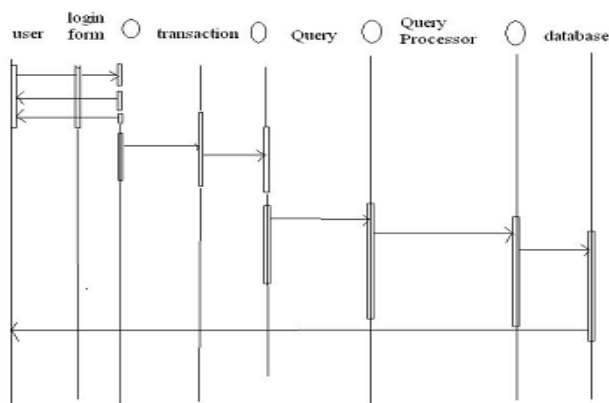 user
login
form
transaction
Query
Query
Processor
database